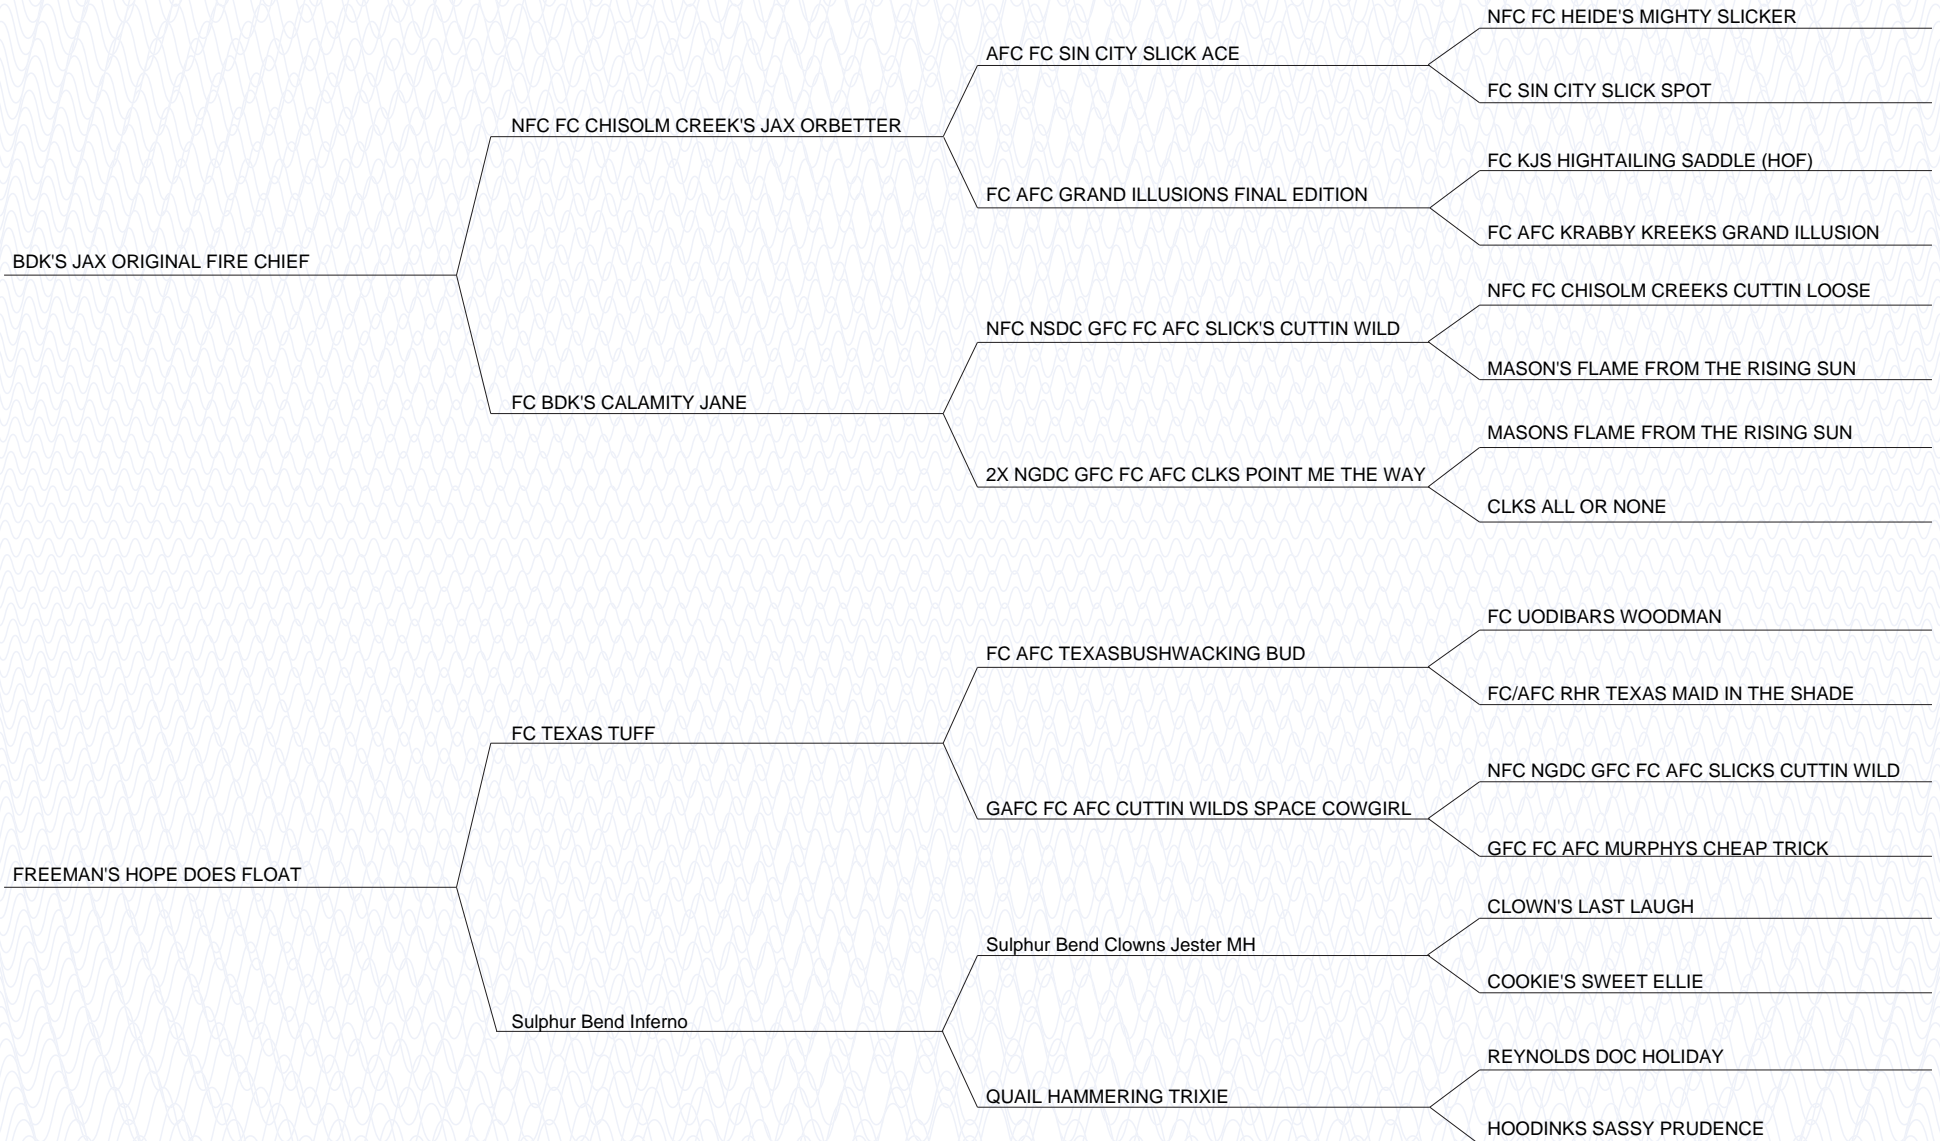 NFC FC HEIDE'S MIGHTY SLICKER
AFC FC SIN CITY SLICK ACE
FC SIN CITY SLICK SPOT
NFC FC CHISOLM CREEK'S JAX ORBETTER
FC KJS HIGHTAILING SADDLE (HOF)
FC AFC GRAND ILLUSIONS FINAL EDITION
FC AFC KRABBY KREEKS GRAND ILLUSION
BDK'S JAX ORIGINAL FIRE CHIEF
NFC FC CHISOLM CREEKS CUTTIN LOOSE
NFC NSDC GFC FC AFC SLICK'S CUTTIN WILD
MASON'S FLAME FROM THE RISING SUN
FC BDK'S CALAMITY JANE
MASONS FLAME FROM THE RISING SUN
2X NGDC GFC FC AFC CLKS POINT ME THE WAY
CLKS ALL OR NONE
FC UODIBARS WOODMAN
FC AFC TEXASBUSHWACKING BUD
FC/AFC RHR TEXAS MAID IN THE SHADE
FC TEXAS TUFF
NFC NGDC GFC FC AFC SLICKS CUTTIN WILD
GAFC FC AFC CUTTIN WILDS SPACE COWGIRL
GFC FC AFC MURPHYS CHEAP TRICK
FREEMAN'S HOPE DOES FLOAT
CLOWN'S LAST LAUGH
Sulphur Bend Clowns Jester MH
COOKIE'S SWEET ELLIE
Sulphur Bend Inferno
REYNOLDS DOC HOLIDAY
QUAIL HAMMERING TRIXIE
HOODINKS SASSY PRUDENCE